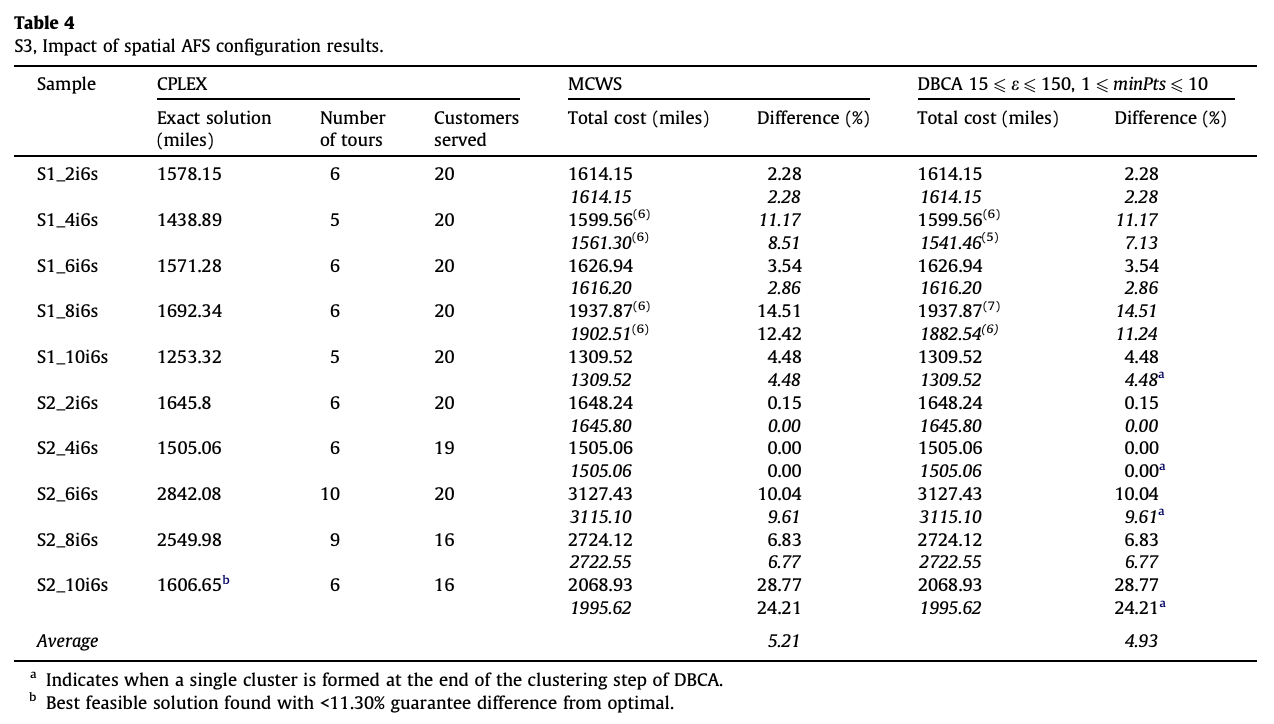 Table 4
S3, Impact of spatial AFS configuration results.
Sample CPLEX MCWS DBCA 15 ⩽ ε ⩽ 150, 1 ⩽ minPts ⩽ 10
Exact solution (miles) Number of tours Customers served Total cost (miles) Difference (%) Total cost (miles) Difference (%)
S1_2i6s 1578.15 6 20 1614.15 2.28 1614.15 2.28
1614.15 2.28 1614.15 2.28
S1_4i6s 1438.89 5 20 1599.56(6) 11.17 1599.56(6) 11.17
1561.30(6) 8.51 1541.46(5) 7.13
S1_6i6s 1571.28 6 20 1626.94 3.54 1626.94 3.54
1616.20 2.86 1616.20 2.86
S1_8i6s 1692.34 6 20 1937.87(6) 14.51 1937.87(7) 14.51
1902.51(6) 12.42 1882.54(6) 11.24
S1_10i6s 1253.32 5 20 1309.52 4.48 1309.52 4.48
1309.52 4.48 1309.52 4.48a
S2_2i6s 1645.8 6 20 1648.24 0.15 1648.24 0.15
1645.80 0.00 1645.80 0.00
S2_4i6s 1505.06 6 19 1505.06 0.00 1505.06 0.00
1505.06 0.00 1505.06 0.00a
S2_6i6s 2842.08 10 20 3127.43 10.04 3127.43 10.04
3115.10 9.61 3115.10 9.61a
S2_8i6s 2549.98 9 16 2724.12 6.83 2724.12 6.83
2722.55 6.77 2722.55 6.77
S2_10i6s 1606.65b 6 16 2068.93 28.77 2068.93 28.77
1995.62 24.21 1995.62 24.21a
Average 5.21 4.93
a Indicates when a single cluster is formed at the end of the clustering step of DBCA.
b Best feasible solution found with <11.30% guarantee difference from optimal.